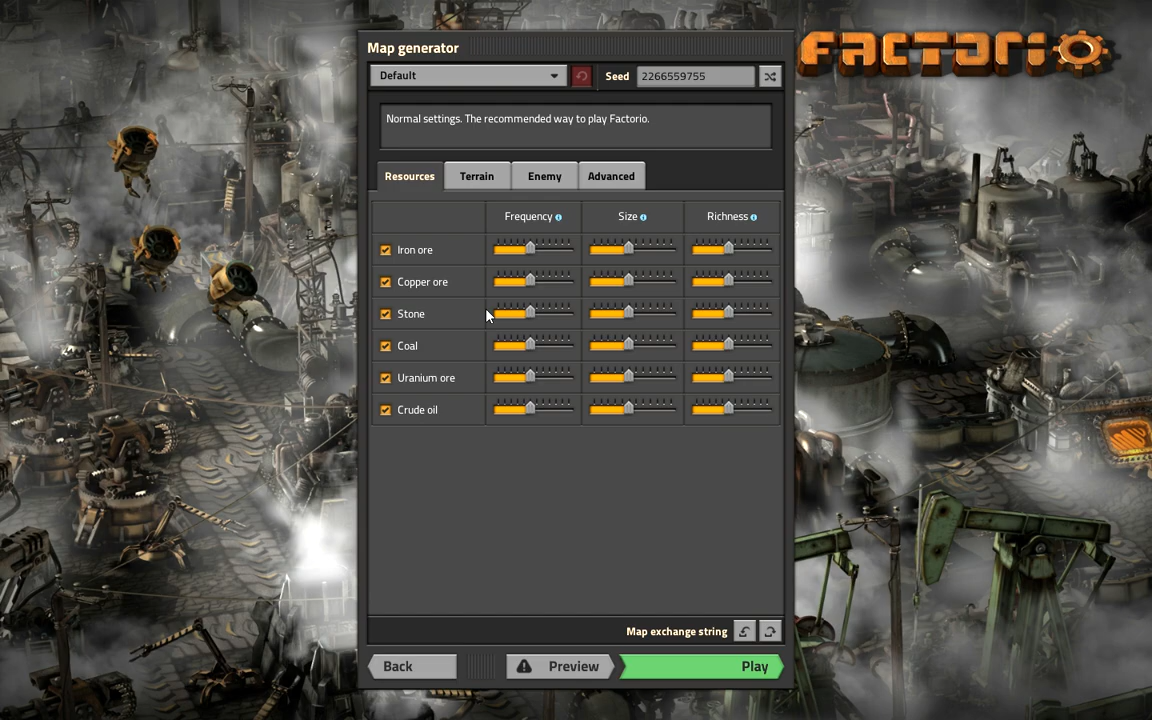 FACTORIO
Map generator
Default
Seed 2266559755
Normal settings. The recommended way to play Factorio.
Resources Terrain Enemy Advanced
Frequency Size Richness
Iron ore
Copper ore
Stone
Coal
Uranium ore
Crude oil
Map exchange string
Back Preview Play